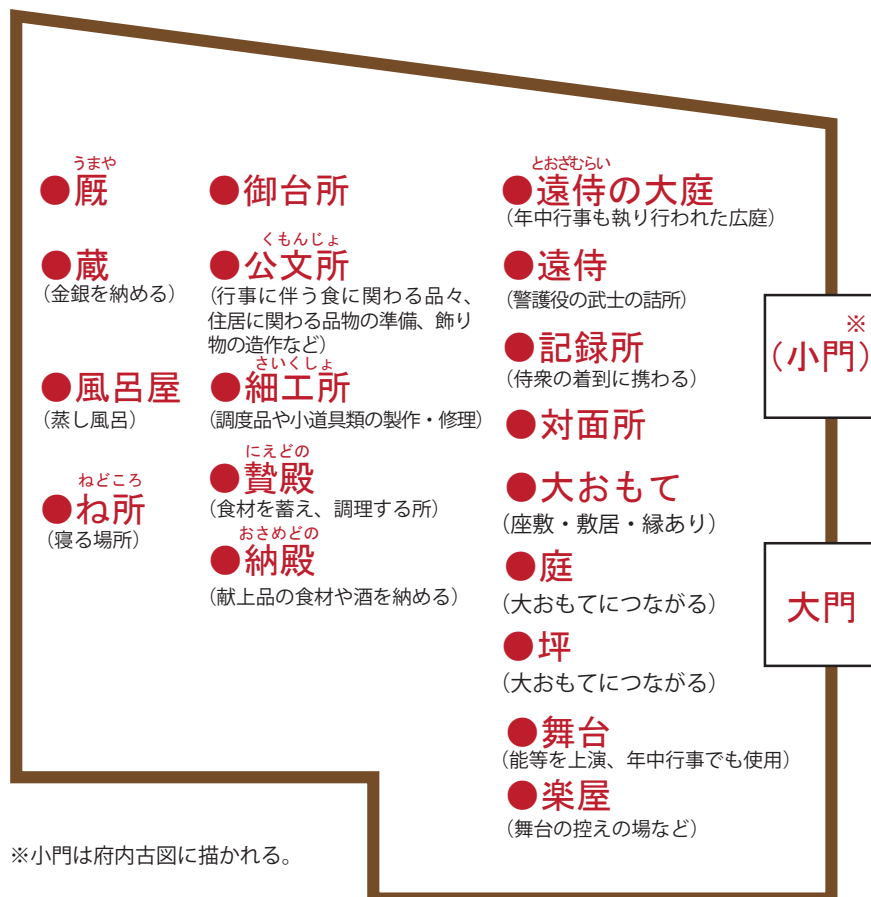 うまや
●厩
●蔵
(金銀を納める)
●風呂屋
(蒸し風呂)
ねどころ
●ね所
(寝る場所)
●御台所
くもんじょ
●公文所
(行事に伴う食に関わる品々、
住居に関わる品物の準備、飾り
物の造作など)
さいくしょ
●細工所
(調度品や小道具類の製作・修理)
にえどの
●贄殿
(食材を蓄え、調理する所)
おさめどの
●納殿
(献上品の食材や酒を納める)
とおざむらい
●遠侍の大庭
(年中行事も執り行われた広庭)
●遠侍
(警護役の武士の詰所)
●記録所
(侍衆の着到に携わる)
●対面所
●大おもて
(座敷・敷居・縁あり)
●庭
(大おもてにつながる)
●坪
(大おもてにつながる)
●舞台
(能等を上演、年中行事でも使用)
●楽屋
(舞台の控えの場など)
※
(小門)
大門
※小門は府内古図に描かれる。